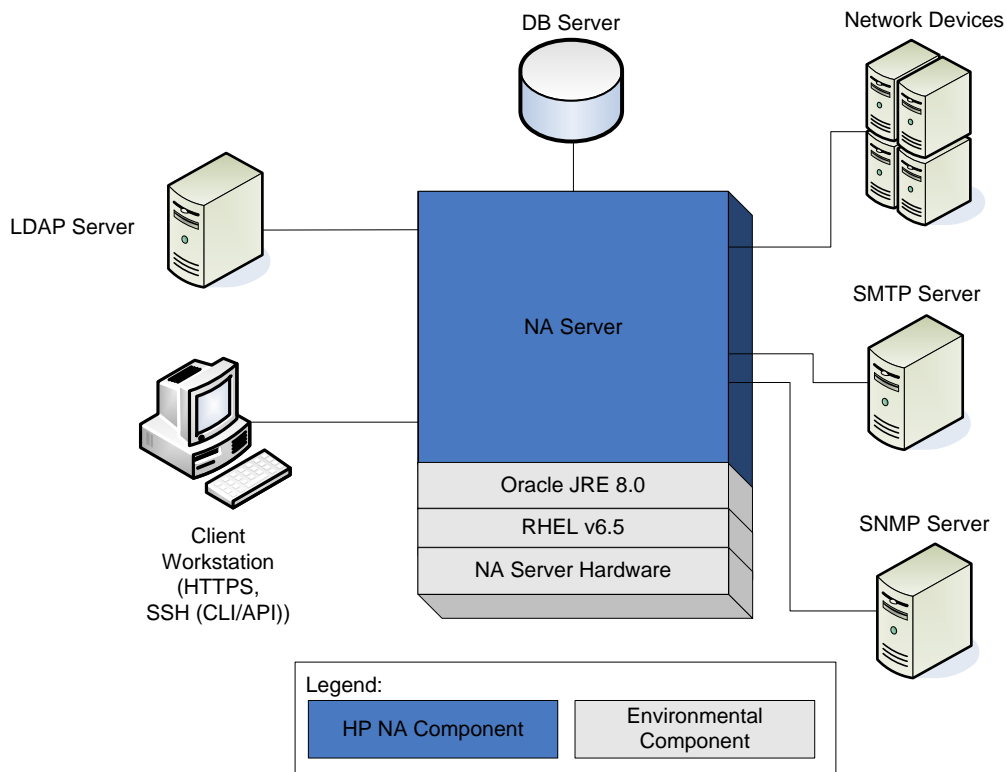 DB Server
Network Devices
LDAP Server
NA Server
SMTP Server
Oracle JRE 8.0
RHEL v6.5
NA Server Hardware
SNMP Server
Client
Workstation
(HTTPS,
SSH (CLI/API))
Legend:
HP NA Component
Environmental
Component